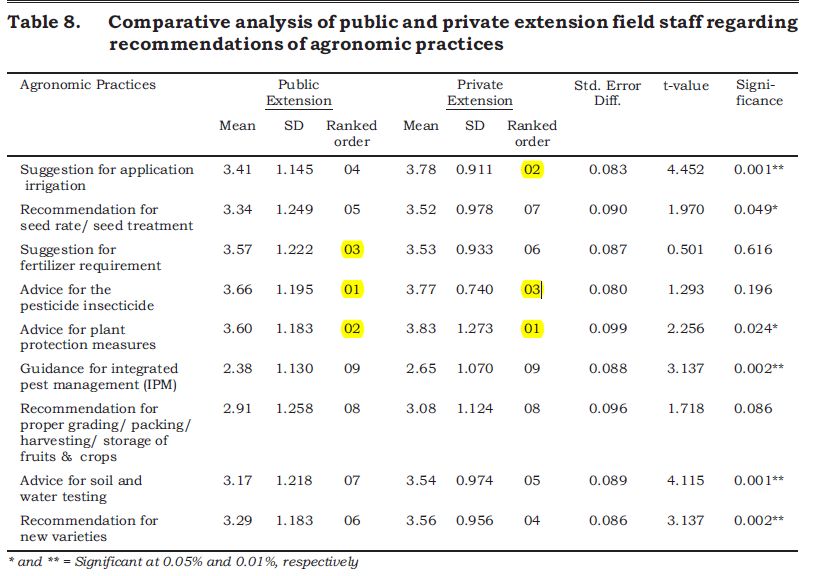 Table 8. Comparative analysis of public and private extension field staff regarding
recommendations of agronomic practices
Agronomic Practices Public Private Std. Error t-value Signi-
Extension Extension Diff. ficance
Mean SD Ranked Mean SD Ranked
order order
Suggestion for application 3.41 1.145 04 3.78 0.911 02 0.083 4.452 0.001**
irrigation
Recommendation for 3.34 1.249 05 3.52 0.978 07 0.090 1.970 0.049*
seed rate/ seed treatment
Suggestion for 3.57 1.222 03 3.53 0.933 06 0.087 0.501 0.616
fertilizer requirement
Advice for the 3.66 1.195 01 3.77 0.740 03 0.080 1.293 0.196
pesticide insecticide
Advice for plant 3.60 1.183 02 3.83 1.273 01 0.099 2.256 0.024*
protection measures
Guidance for integrated 2.38 1.130 09 2.65 1.070 09 0.088 3.137 0.002**
pest management (IPM)
Recommendation for 2.91 1.258 08 3.08 1.124 08 0.096 1.718 0.086
proper grading/ packing/
harvesting/ storage of
fruits & crops
Advice for soil and 3.17 1.218 07 3.54 0.974 05 0.089 4.115 0.001**
water testing
Recommendation for 3.29 1.183 06 3.56 0.956 04 0.086 3.137 0.002**
new varieties
* and ** = Significant at 0.05% and 0.01%, respectively